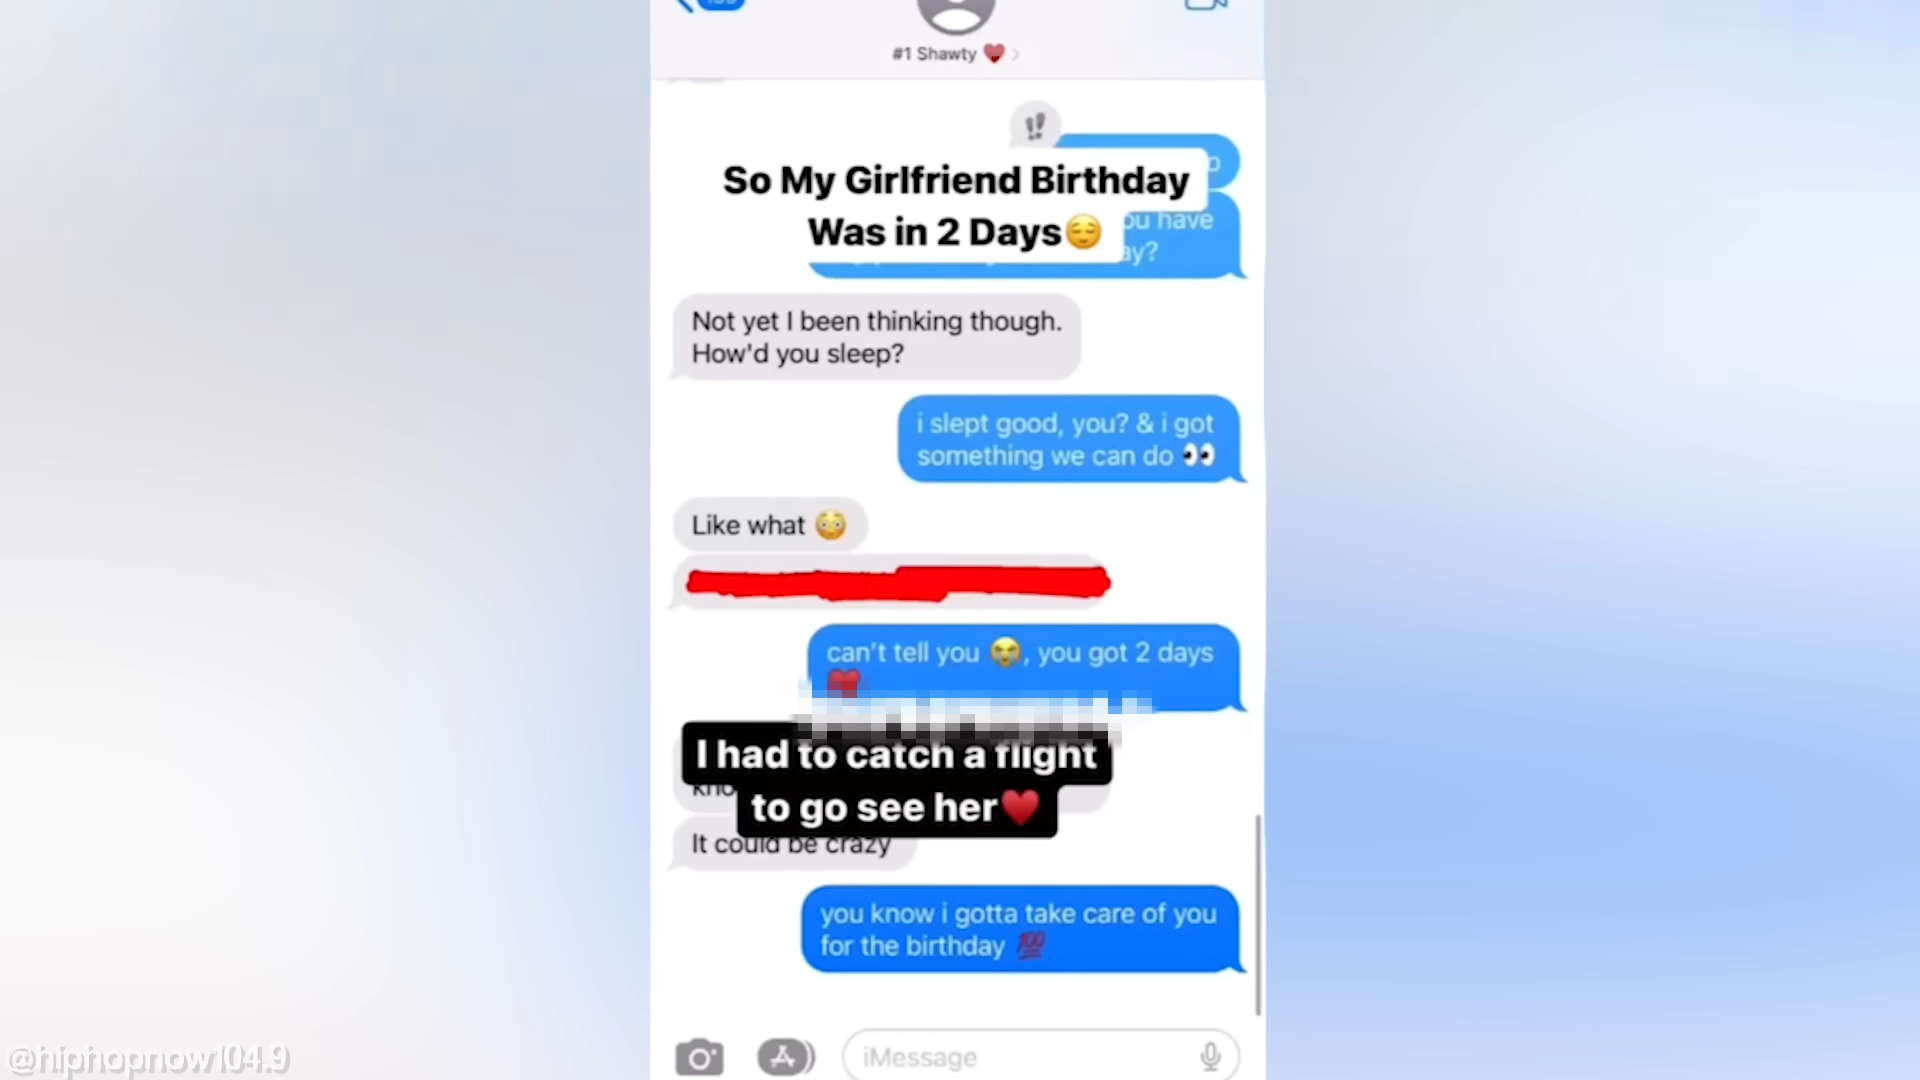 #1 Shawty ❤️ >
So My Girlfriend Birthday
Was in 2 Days😌
ou have
ay?
Not yet I been thinking though.
How'd you sleep?
i slept good, you? & i got
something we can do 👀
Like what 😳
can't tell you 😭, you got 2 days
❤️
I had to catch a flight
to go see her❤️
It could be crazy
you know i gotta take care of you
for the birthday 💯
iMessage
@hiphopnow104.9